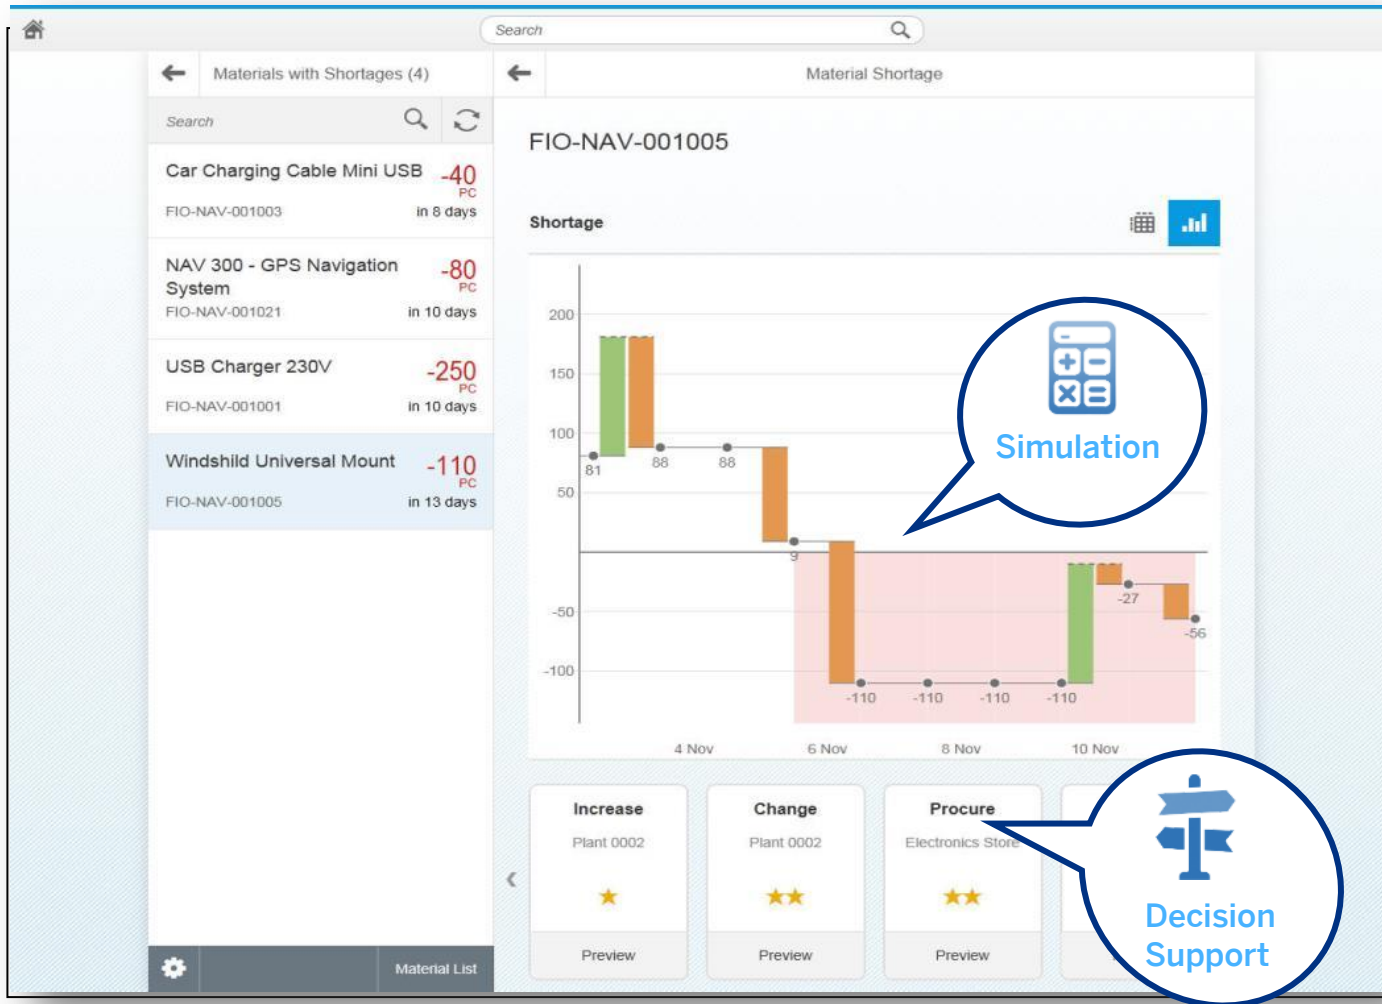 Search
Materials with Shortages (4)
Material Shortage
Search
Car Charging Cable Mini USB
-40
PC
FIO-NAV-001003
in 8 days
NAV 300 - GPS Navigation
System
-80
PC
FIO-NAV-001021
in 10 days
USB Charger 230V
-250
PC
FIO-NAV-001001
in 10 days
Windshild Universal Mount
-110
PC
FIO-NAV-001005
in 13 days
Material List
FIO-NAV-001005
Shortage
200
150
100
50
-50
-100
81
88
88
9
-110
-110
-110
-110
-27
-56
4 Nov
6 Nov
8 Nov
10 Nov
Simulation
Increase
Plant 0002
Preview
Change
Plant 0002
Preview
Procure
Electronics Store
Preview
Decision
Support